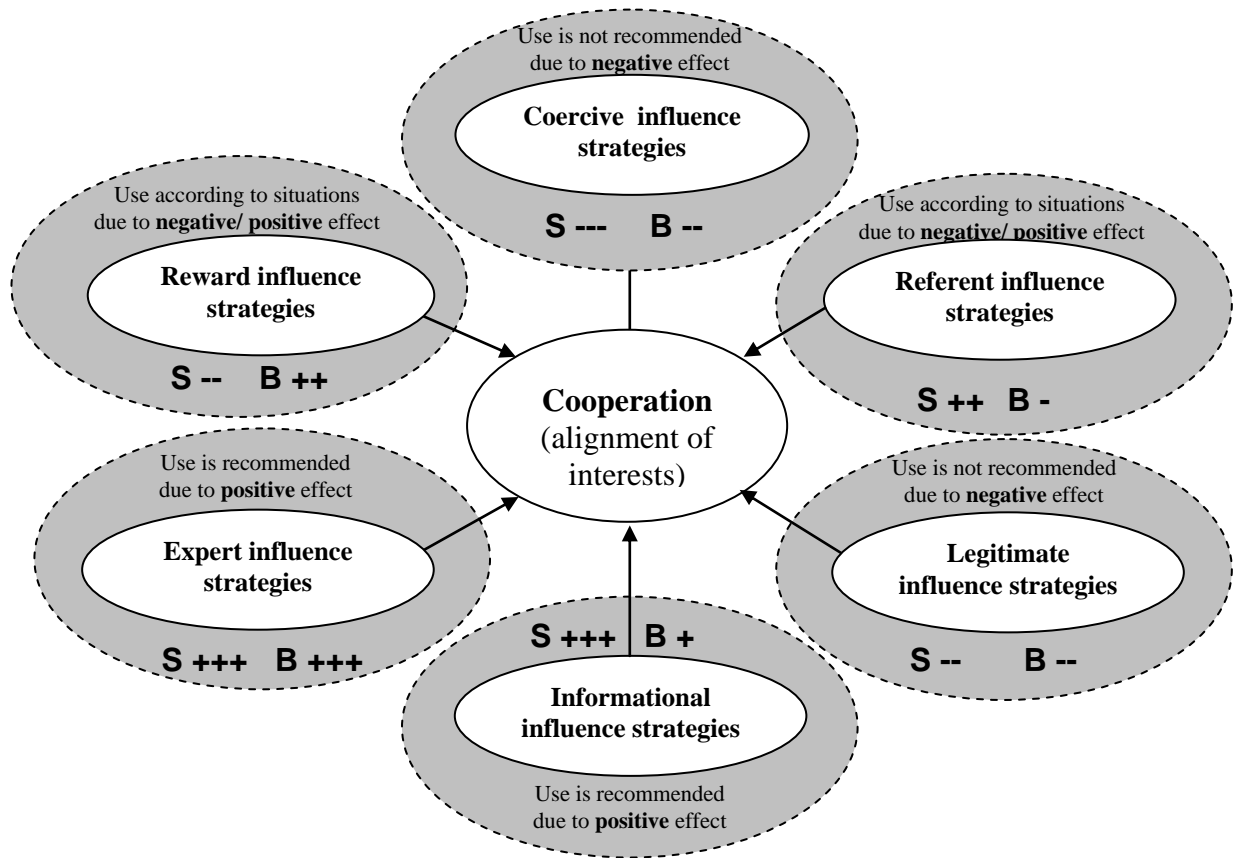 Use is not recommended
due to negative effect
Coercive influence
strategies
S --- B --
Use according to situations
due to negative/ positive effect
Reward influence
strategies
S -- B ++
Use according to situations
due to negative/ positive effect
Referent influence
strategies
S ++ B -
Cooperation
(alignment of
interests)
Use is recommended
due to positive effect
Expert influence
strategies
S +++ B +++
Use is not recommended
due to negative effect
Legitimate
influence strategies
S -- B --
S +++ B +
Informational
influence strategies
Use is recommended
due to positive effect